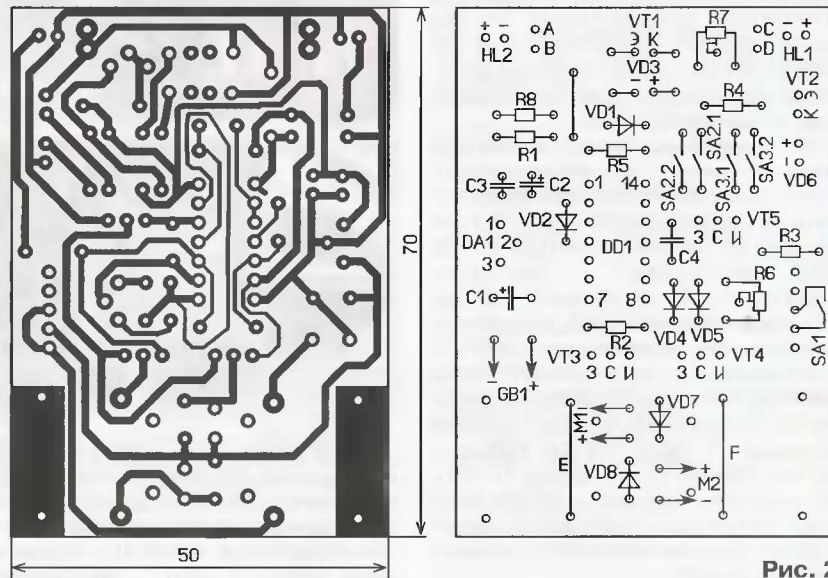 70
50
+ −
HL2
A
B
VT1
Э К
VD3
− +
R7
C
D
− +
HL1
VT2
Э
К
R8
R1
VD1
R4
R5
SA2.2
SA2.1
SA3.1
SA3.2
+
−
VD6
C3
+
C2
1
14
VD2
DD1
VT5
З С И
1
DA1 2
3
C4
R3
C1
+
7
8
VD4
VD5
R6
SA1
R2
VT3
З С И
VT4
З С И
−
GB1
+
M1
−
+
VD7
E
VD8
F
+
M2
−
Рис. 2